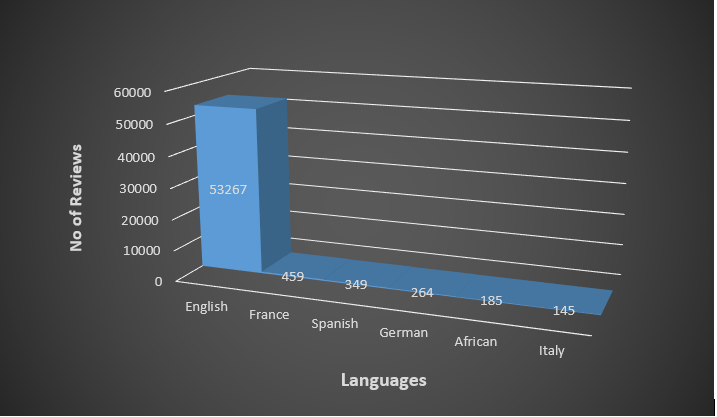 60000
50000
40000
30000
20000
10000
0
No of Reviews
53267
459
349
264
185
145
English
France
Spanish
German
African
Italy
Languages